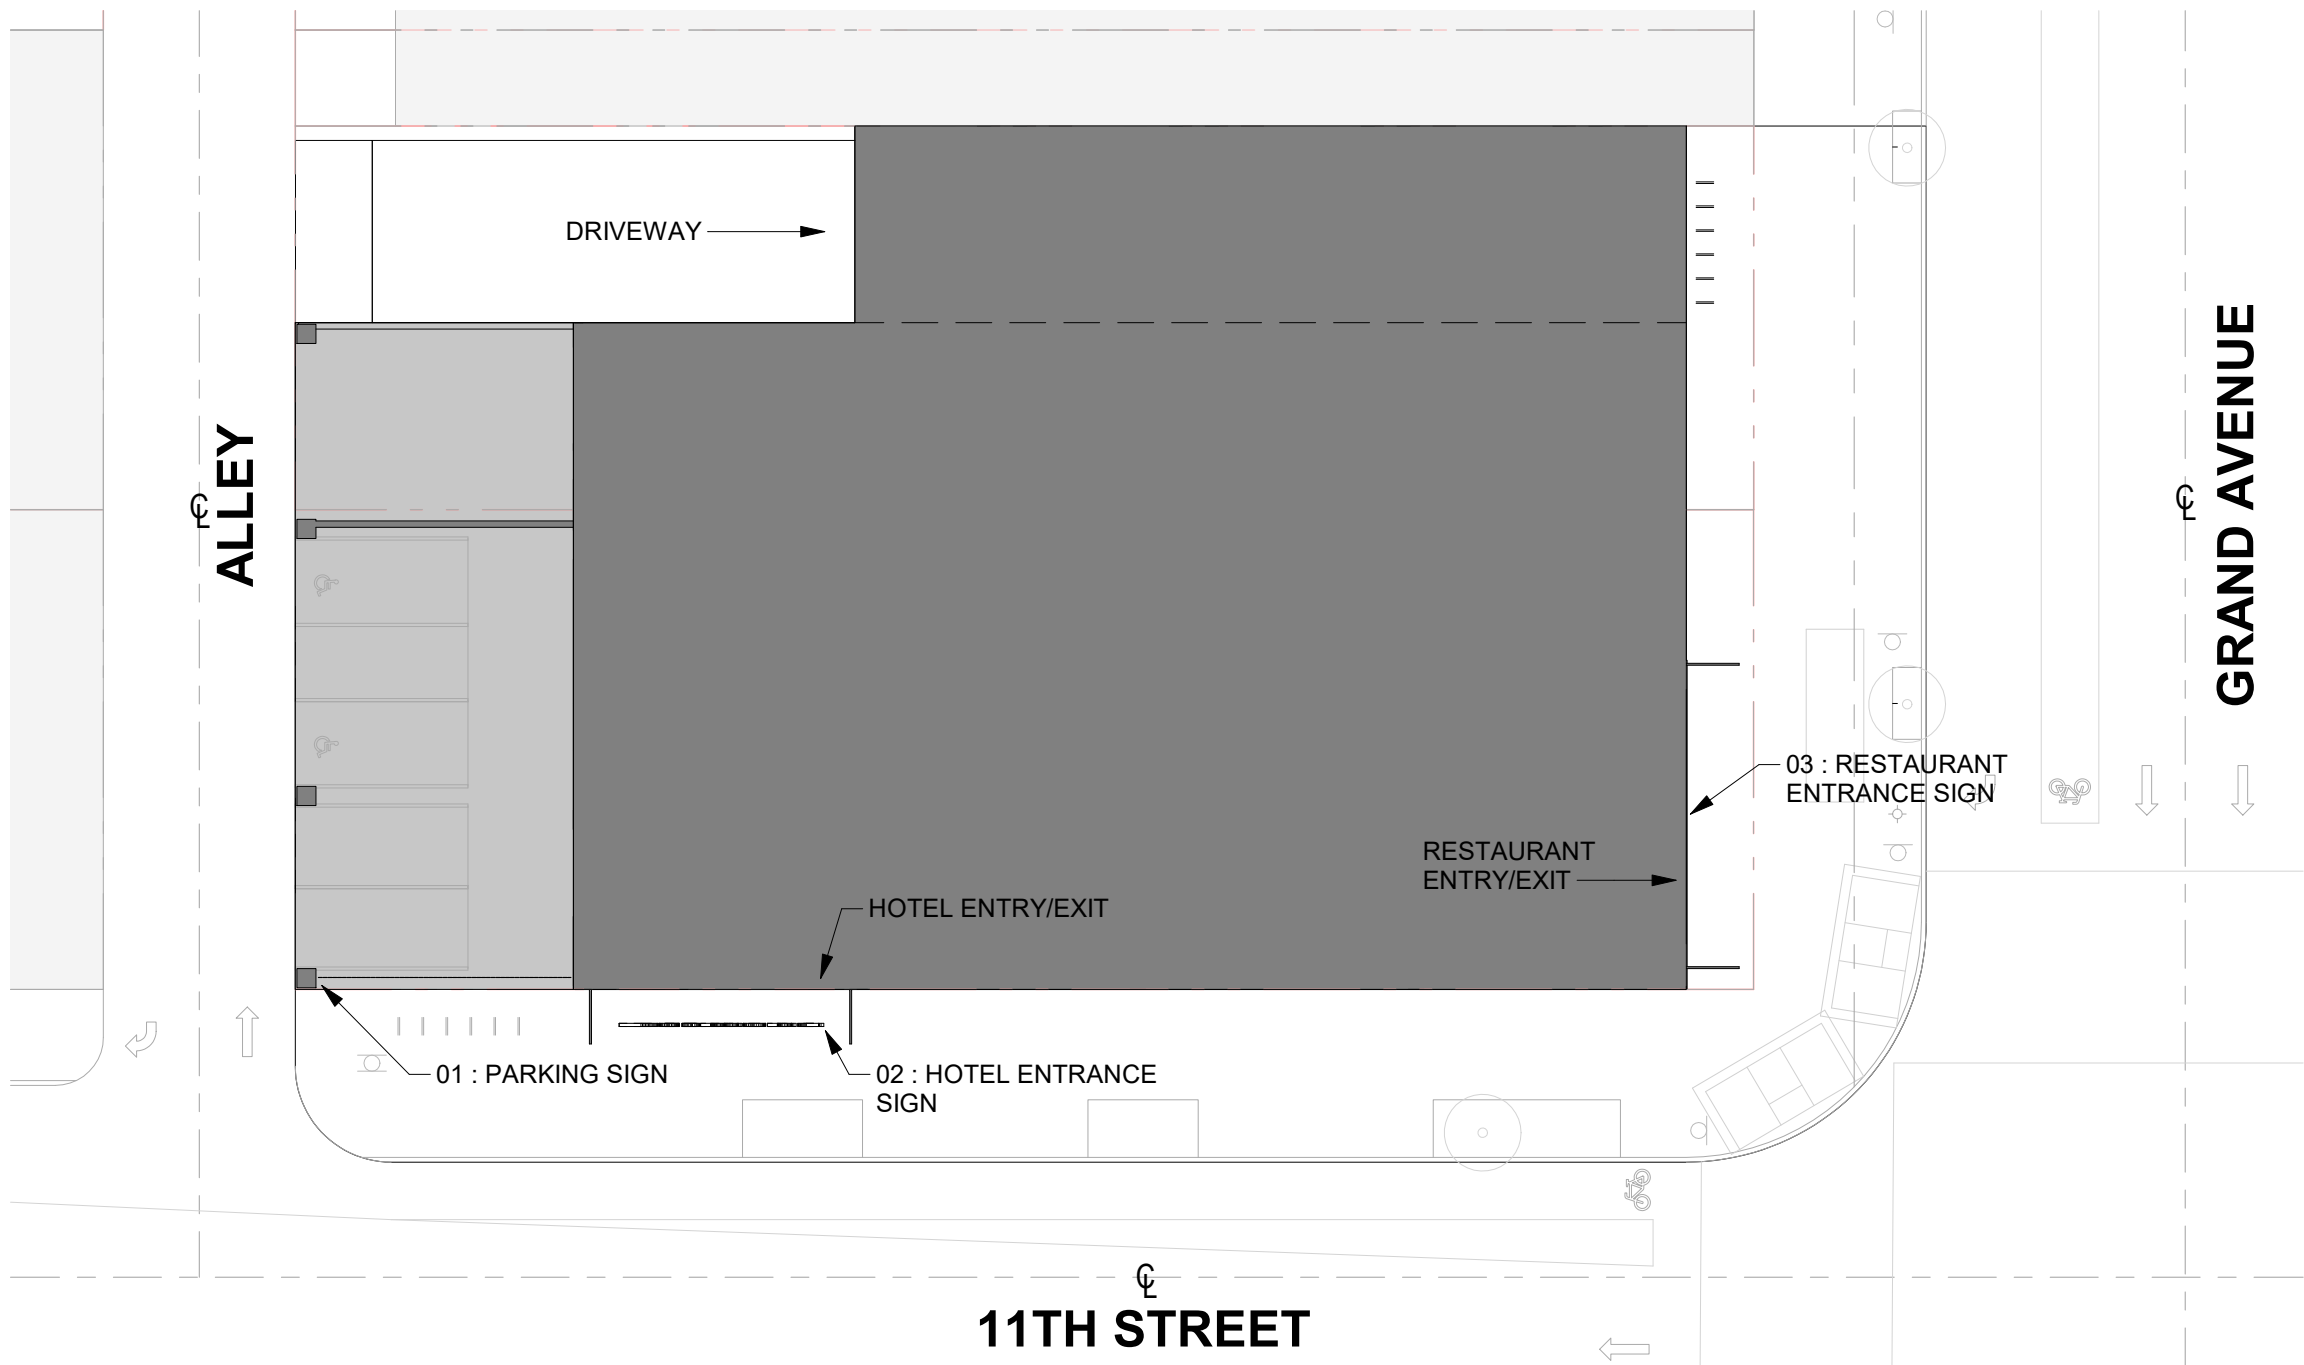 DRIVEWAY
ALLEY
GRAND AVENUE
03 : RESTAURANT
ENTRANCE SIGN
RESTAURANT
ENTRY/EXIT
HOTEL ENTRY/EXIT
01 : PARKING SIGN
02 : HOTEL ENTRANCE
SIGN
11TH STREET